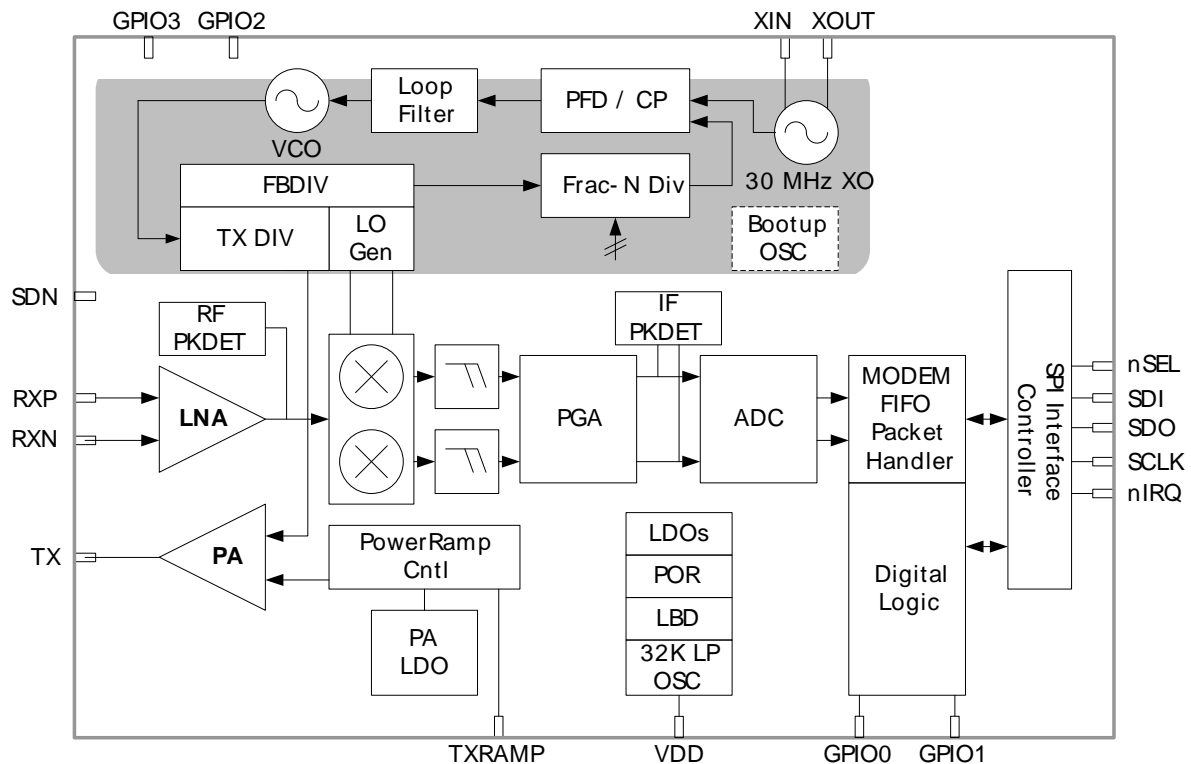 GPIO3
GPIO2
XIN
XOUT
Loop
Filter
PFD / CP
VCO
30 MHz XO
FBDIV
Frac- N Div
TX DIV
LO
Gen
Bootup
OSC
SDN
RF
PKDET
IF
PKDET
RXP
RXN
LNA
PGA
ADC
MODEM
FIFO
Packet
Handler
SPI Interface
Controller
nSEL
SDI
SDO
SCLK
nIRQ
TX
PA
PowerRamp
Cntl
PA
LDO
LDOs
POR
LBD
32K LP
OSC
Digital
Logic
TXRAMP
VDD
GPIO0
GPIO1